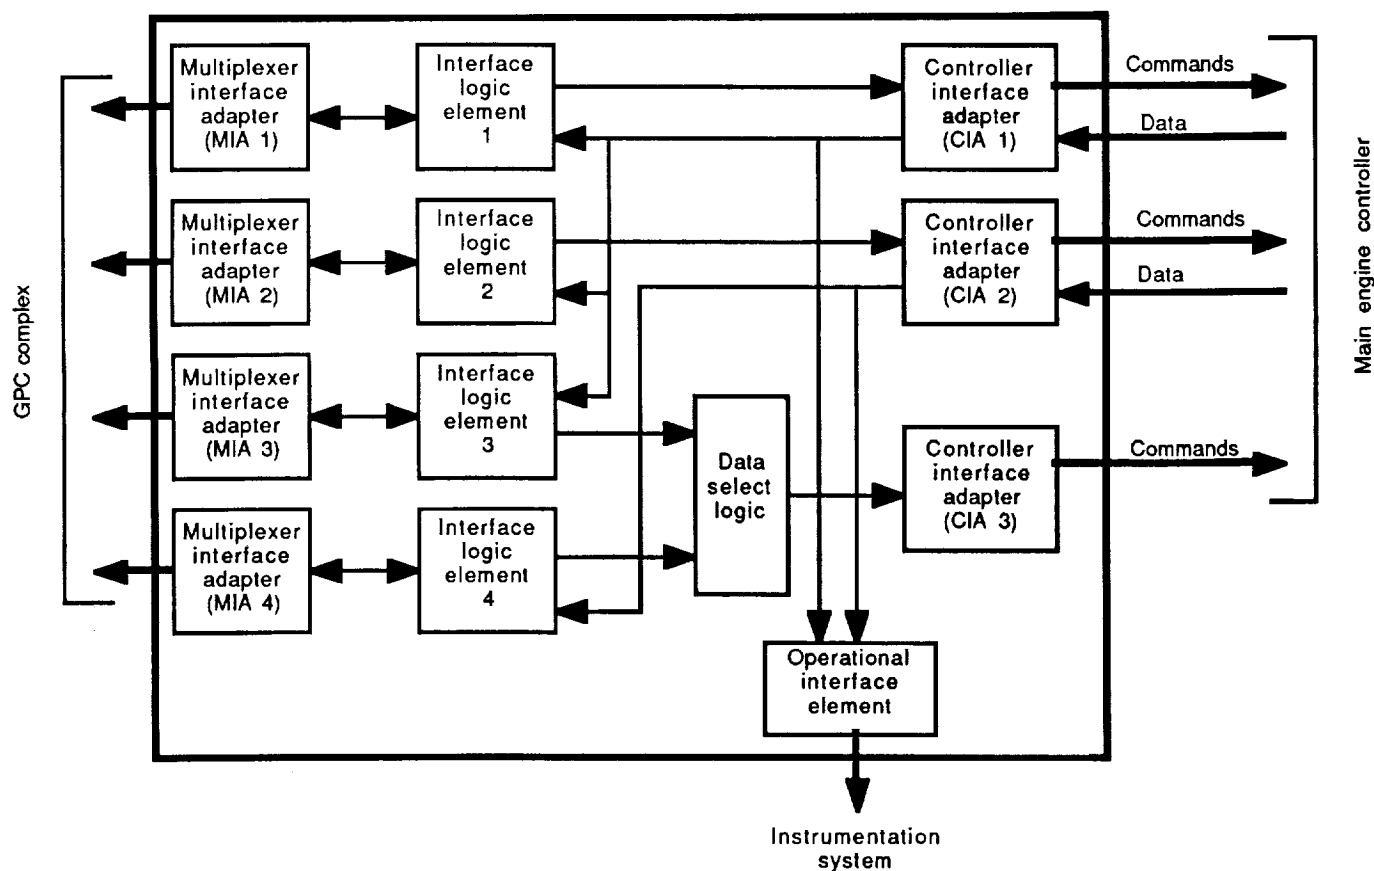 Multiplexer
interface
adapter
(MIA 1)
Interface
logic
element
1
Controller
interface
adapter
(CIA 1)
Commands
Data
Multiplexer
interface
adapter
(MIA 2)
Interface
logic
element
2
Controller
interface
adapter
(CIA 2)
Commands
Data
GPC complex
Main engine controller
Multiplexer
interface
adapter
(MIA 3)
Interface
logic
element
3
Data
select
logic
Controller
interface
adapter
(CIA 3)
Commands
Multiplexer
interface
adapter
(MIA 4)
Interface
logic
element
4
Operational
interface
element
Instrumentation
system